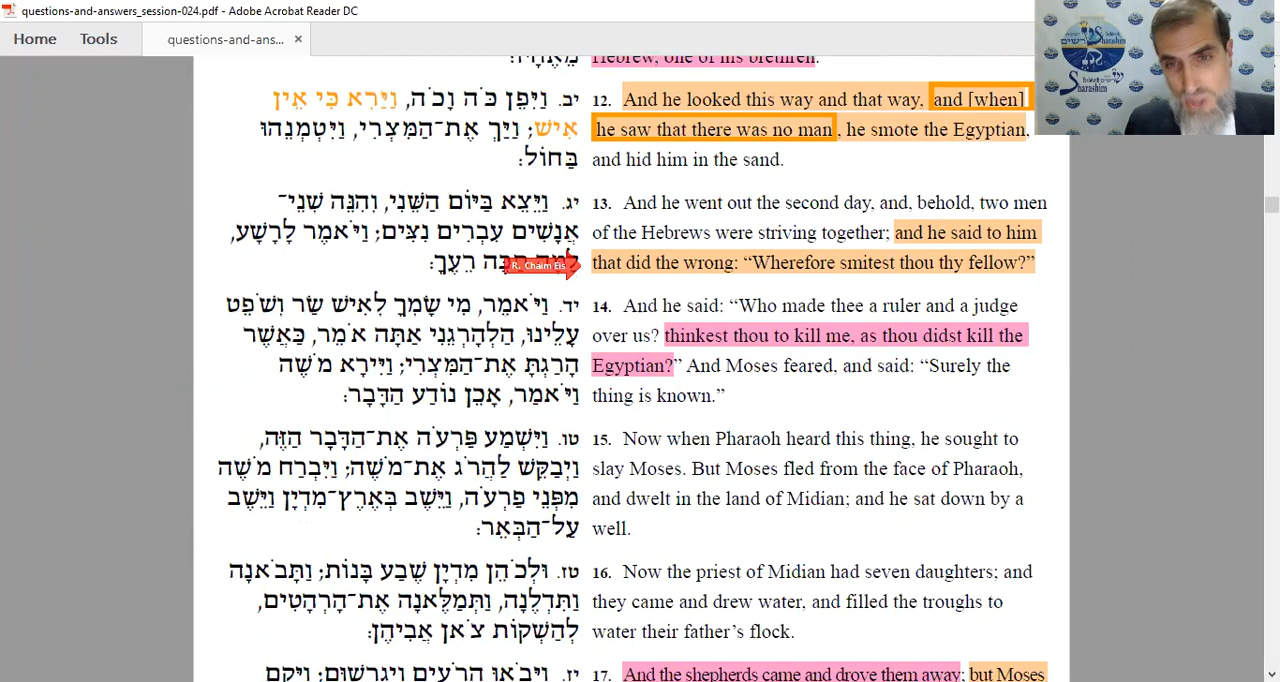 questions-and-answers_session-024.pdf - Adobe Acrobat Reader DC
Home Tools questions-and-ans... ×
מֵאֶחָיו:
Hebrew, one of his brethren.
יב. וַיִּפֶן כֹּה וָכֹה, וַיַּרְא כִּי אֵין
אִישׁ; וַיַּךְ אֶת־הַמִּצְרִי, וַיִּטְמְנֵהוּ
בַּחוֹל:
12. And he looked this way and that way, and [when]
he saw that there was no man, he smote the Egyptian,
and hid him in the sand.
יג. וַיֵּצֵא בַּיּוֹם הַשֵּׁנִי, וְהִנֵּה שְׁנֵי־
אֲנָשִׁים עִבְרִים נִצִּים; וַיֹּאמֶר לָרָשָׁע,
רֵעֶךָ:
R. Chaim Eis
13. And he went out the second day, and, behold, two men
of the Hebrews were striving together; and he said to him
that did the wrong: “Wherefore smitest thou thy fellow?”
יד. וַיֹּאמֶר, מִי שָׂמְךָ לְאִישׁ שַׂר וְשֹׁפֵט
עָלֵינוּ, הַלְהָרְגֵנִי אַתָּה אֹמֵר, כַּאֲשֶׁר
הָרַגְתָּ אֶת־הַמִּצְרִי; וַיִּירָא מֹשֶׁה
וַיֹּאמַר, אָכֵן נוֹדַע הַדָּבָר:
14. And he said: “Who made thee a ruler and a judge
over us? thinkest thou to kill me, as thou didst kill the
Egyptian?” And Moses feared, and said: “Surely the
thing is known.”
טו. וַיִּשְׁמַע פַּרְעֹה אֶת־הַדָּבָר הַזֶּה,
וַיְבַקֵּשׁ לַהֲרֹג אֶת־מֹשֶׁה; וַיִּבְרַח מֹשֶׁה
מִפְּנֵי פַרְעֹה, וַיֵּשֶׁב בְּאֶרֶץ־מִדְיָן וַיֵּשֶׁב
עַל־הַבְּאֵר:
15. Now when Pharaoh heard this thing, he sought to
slay Moses. But Moses fled from the face of Pharaoh,
and dwelt in the land of Midian; and he sat down by a
well.
טז. וּלְכֹהֵן מִדְיָן שֶׁבַע בָּנוֹת; וַתָּבֹאנָה
וַתִּדְלֶנָה, וַתְּמַלֶּאנָה אֶת־הָרְהָטִים,
לְהַשְׁקוֹת צֹאן אֲבִיהֶן:
16. Now the priest of Midian had seven daughters; and
they came and drew water, and filled the troughs to
water their father’s flock.
יז. וַיָּבֹאוּ הָרֹעִים וַיְגָרְשׁוּם; וַיָּקָם
17. And the shepherds came and drove them away; but Moses